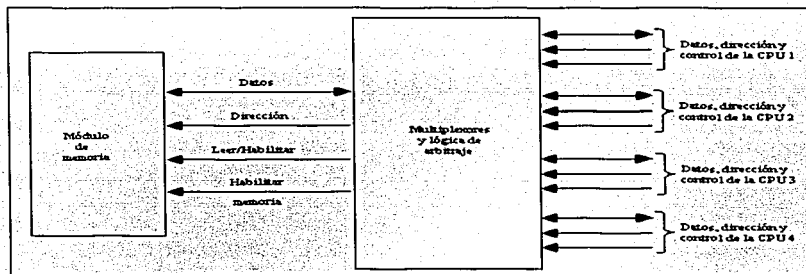 Datos
Dirección
Leer/Habilitar
Habilitar
memoria
Módulo
de
memoria
Multiplexores
y lógica de
arbitraje
Datos, dirección y
control de la CPU 1
Datos, dirección y
control de la CPU 2
Datos, dirección y
control de la CPU 3
Datos, dirección y
control de la CPU 4